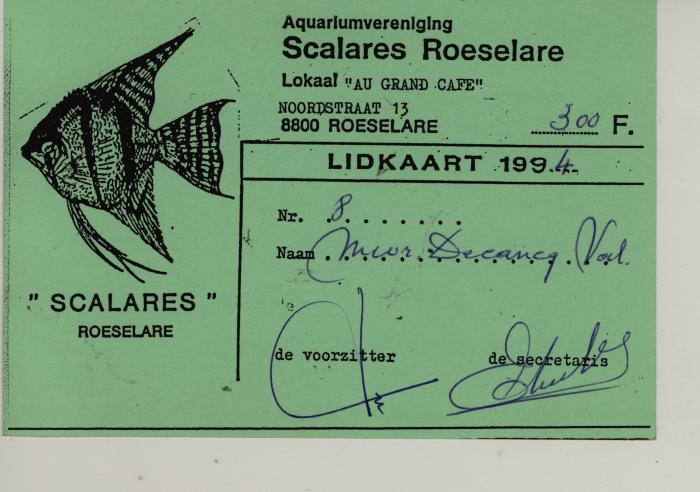 Aquariumvereniging
Scalares Roeselare
Lokaal "AU GRAND CAFE"
NOORDSTRAAT 13
8800 ROESELARE
300 F.
LIDKAART 1994
Nr. 8.......
Naam Mevr Decancq Val.
" SCALARES "
ROESELARE
de voorzitter
de secretaris